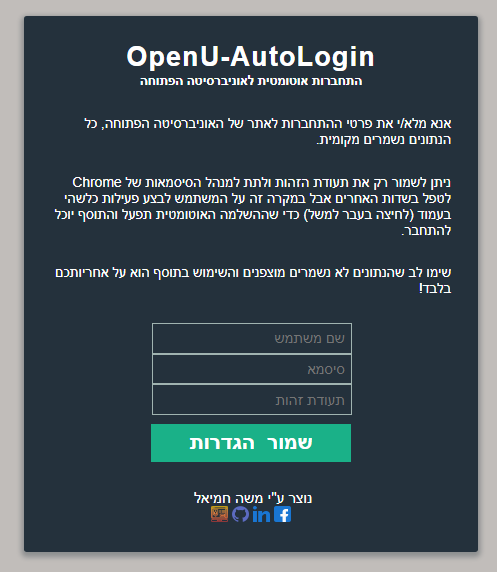 OpenU-AutoLogin
התחברות אוטומטית לאוניברסיטה הפתוחה
אנא מלא/י את פרטי ההתחברות לאתר של האוניברסיטה הפתוחה, כל
הנתונים נשמרים מקומית.
ניתן לשמור רק את תעודת הזהות ולתת למנהל הסיסמאות של Chrome
לטפל בשדות האחרים אבל במקרה זה על המשתמש לבצע פעילות כלשהי
בעמוד (לחיצה בעבר למשל) כדי שההשלמה האוטומטית תפעל והתוסף יוכל
להתחבר.
שימו לב שהנתונים לא נשמרים מוצפנים והשימוש בתוסף הוא על אחריותכם
בלבד!
שם משתמש
סיסמא
תעודת זהות
שמור הגדרות
נוצר ע"י משה חמיאל